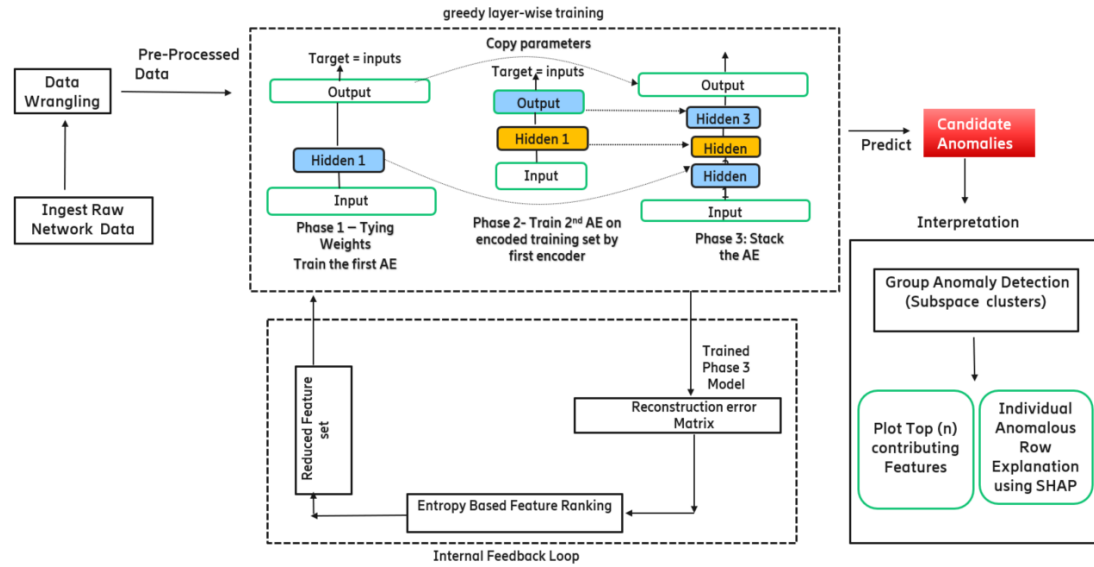 greedy layer-wise training
Pre-Processed
Data
Data
Wrangling
Ingest Raw
Network Data
Copy parameters
Target = inputs
Output
Hidden 1
Input
Phase 1 – Tying
Weights
Train the first AE
Target = inputs
Output
Hidden 1
Input
Phase 2- Train 2nd AE on
encoded training set by
first encoder
Output
Hidden 3
Hidden
Hidden
Input
Phase 3: Stack
the AE
Predict
Candidate
Anomalies
Interpretation
Group Anomaly Detection
(Subspace clusters)
Plot Top (n)
contributing
Features
Individual
Anomalous
Row
Explanation
using SHAP
Trained
Phase 3
Model
Reconstruction error
Matrix
Entropy Based Feature Ranking
Reduced Feature
set
Internal Feedback Loop